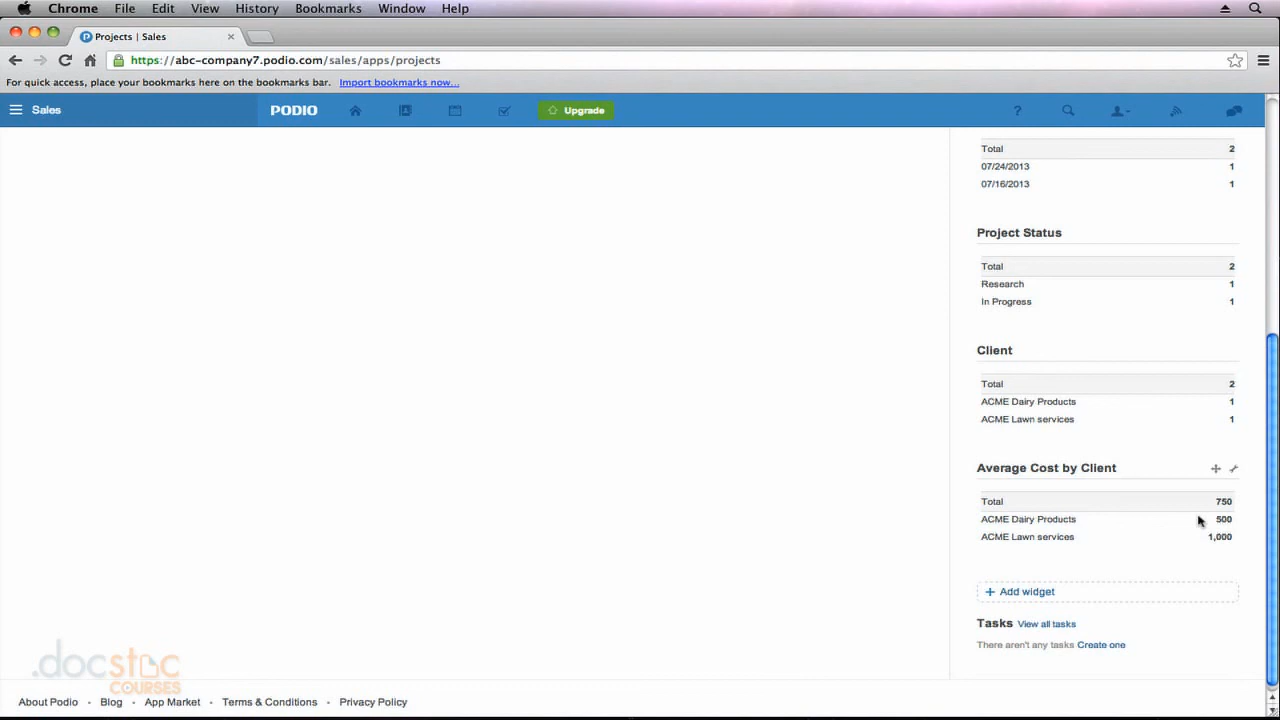 Chrome File Edit View History Bookmarks Window Help
Projects | Sales
https://abc-company7.podio.com/sales/apps/projects
For quick access, place your bookmarks here on the bookmarks bar. Import bookmarks now...
Sales PODIO Upgrade ?
Total 2
07/24/2013 1
07/16/2013 1
Project Status
Total 2
Research 1
In Progress 1
Client
Total 2
ACME Dairy Products 1
ACME Lawn services 1
Average Cost by Client
Total 750
ACME Dairy Products 500
ACME Lawn services 1,000
+ Add widget
Tasks View all tasks
There aren't any tasks Create one
.docstoc
COURSES
About Podio • Blog • App Market • Terms & Conditions • Privacy Policy